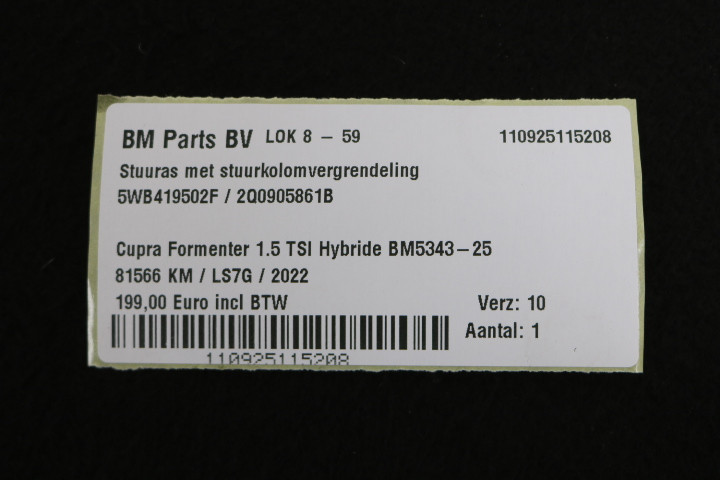 BM Parts BV LOK 8 - 59 110925115208
Stuuras met stuurkolomvergrendeling
5WB419502F / 2Q0905861B
Cupra Formenter 1.5 TSI Hybride BM5343-25
81566 KM / LS7G / 2022
199,00 Euro incl BTW Verz: 10
Aantal: 1
110925115208